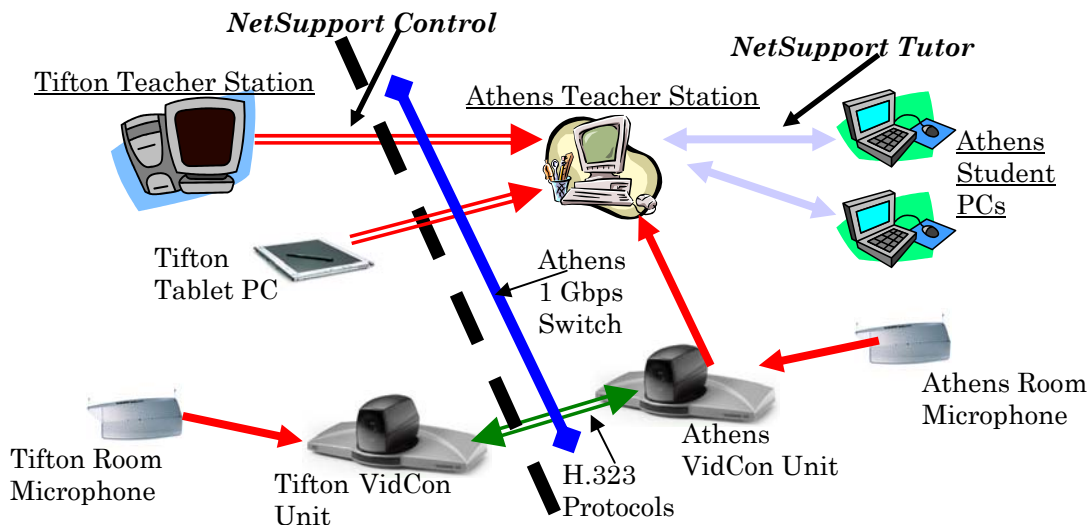 NetSupport Control
NetSupport Tutor
Tifton Teacher Station
Athens Teacher Station
Athens
Student
PCs
Tifton
Tablet PC
Athens
1 Gbps
Switch
Athens Room
Microphone
Tifton Room
Microphone
Tifton VidCon
Unit
H.323
Protocols
Athens
VidCon Unit